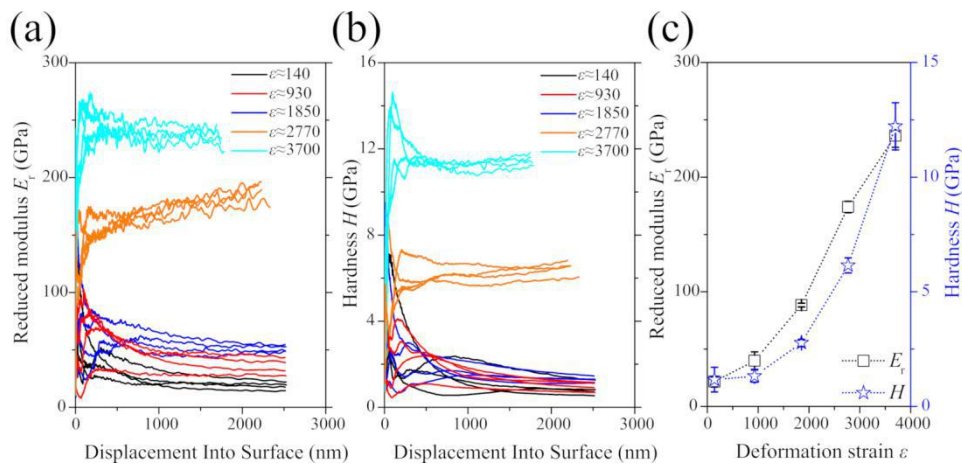 (a)
Reduced modulus Er (GPa)
300
200
100
0
0 1000 2000 3000
Displacement Into Surface (nm)
ε≈140
ε≈930
ε≈1850
ε≈2770
ε≈3700
(b)
Hardness H (GPa)
16
12
8
4
0
0 1000 2000 3000
Displacement Into Surface (nm)
ε≈140
ε≈930
ε≈1850
ε≈2770
ε≈3700
(c)
Reduced modulus Er (GPa)
300
200
100
0
0 1000 2000 3000 4000
Deformation strain ε
15
10
5
0
Hardness H (GPa)
Er
H